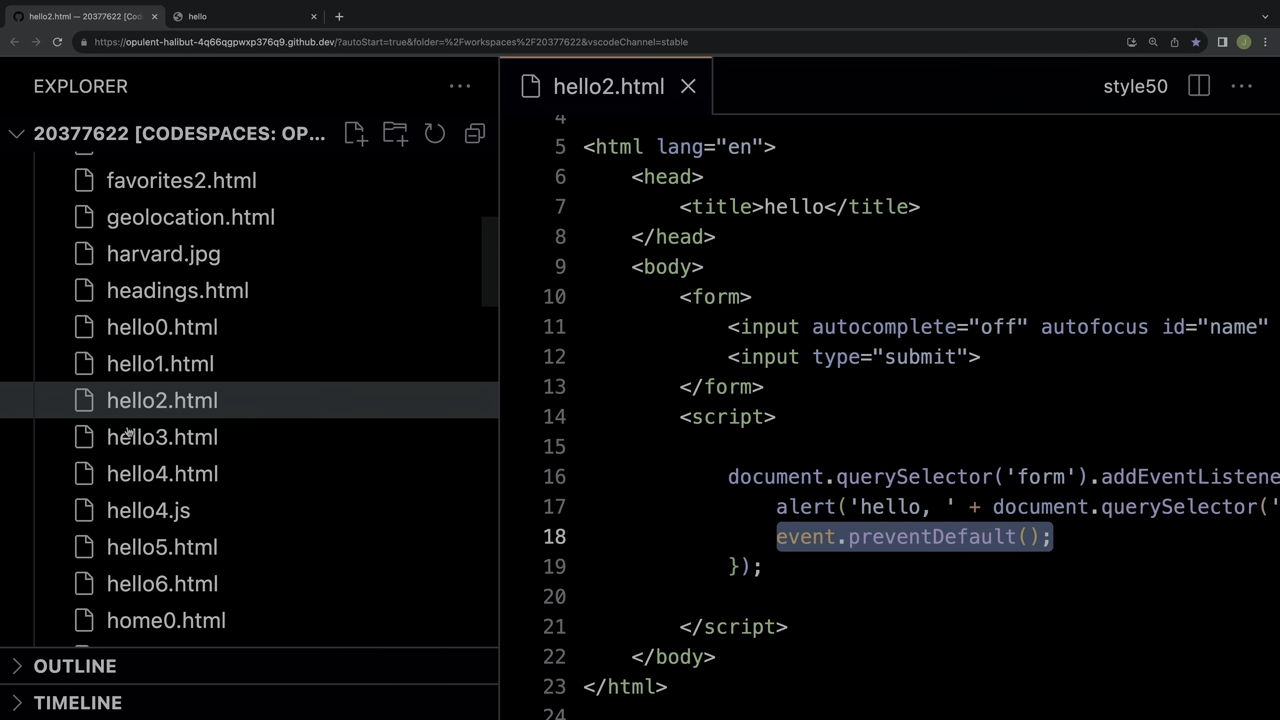 hello2.html — 20377622 [Cod
hello
https://opulent-halibut-4q66qgpwxp376q9.github.dev/?autoStart=true&folder=%2Fworkspaces%2F20377622&vscodeChannel=stable
J
EXPLORER
20377622 [CODESPACES: OP...
favorites2.html
geolocation.html
harvard.jpg
headings.html
hello0.html
hello1.html
hello2.html
hello3.html
hello4.html
hello4.js
hello5.html
hello6.html
home0.html
OUTLINE
TIMELINE
hello2.html
style50
4
5 <html lang="en">
6 <head>
7 <title>hello</title>
8 </head>
9 <body>
10 <form>
11 <input autocomplete="off" autofocus id="name"
12 <input type="submit">
13 </form>
14 <script>
15
16 document.querySelector('form').addEventListene
17 alert('hello, ' + document.querySelector('
18 event.preventDefault();
19 });
20
21 </script>
22 </body>
23 </html>
24